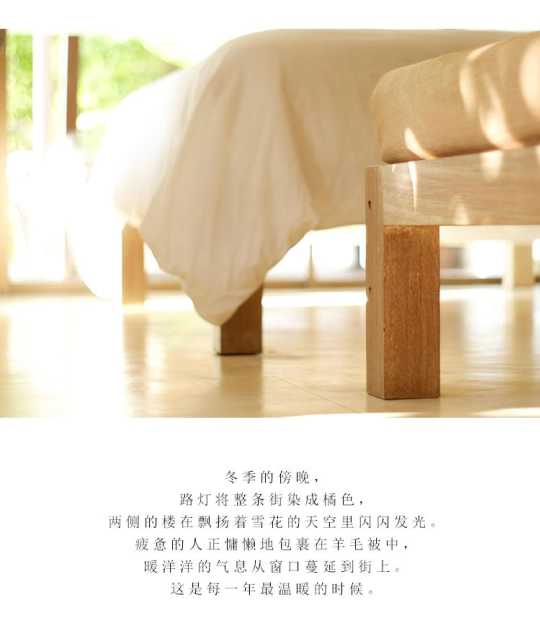 冬季的傍晚，
路灯将整条街染成橘色，
两侧的楼在飘扬着雪花的天空里闪闪发光。
疲惫的人正慵懒地包裹在羊毛被中，
暖洋洋的气息从窗口蔓延到街上。
这是每一年最温暖的时候。